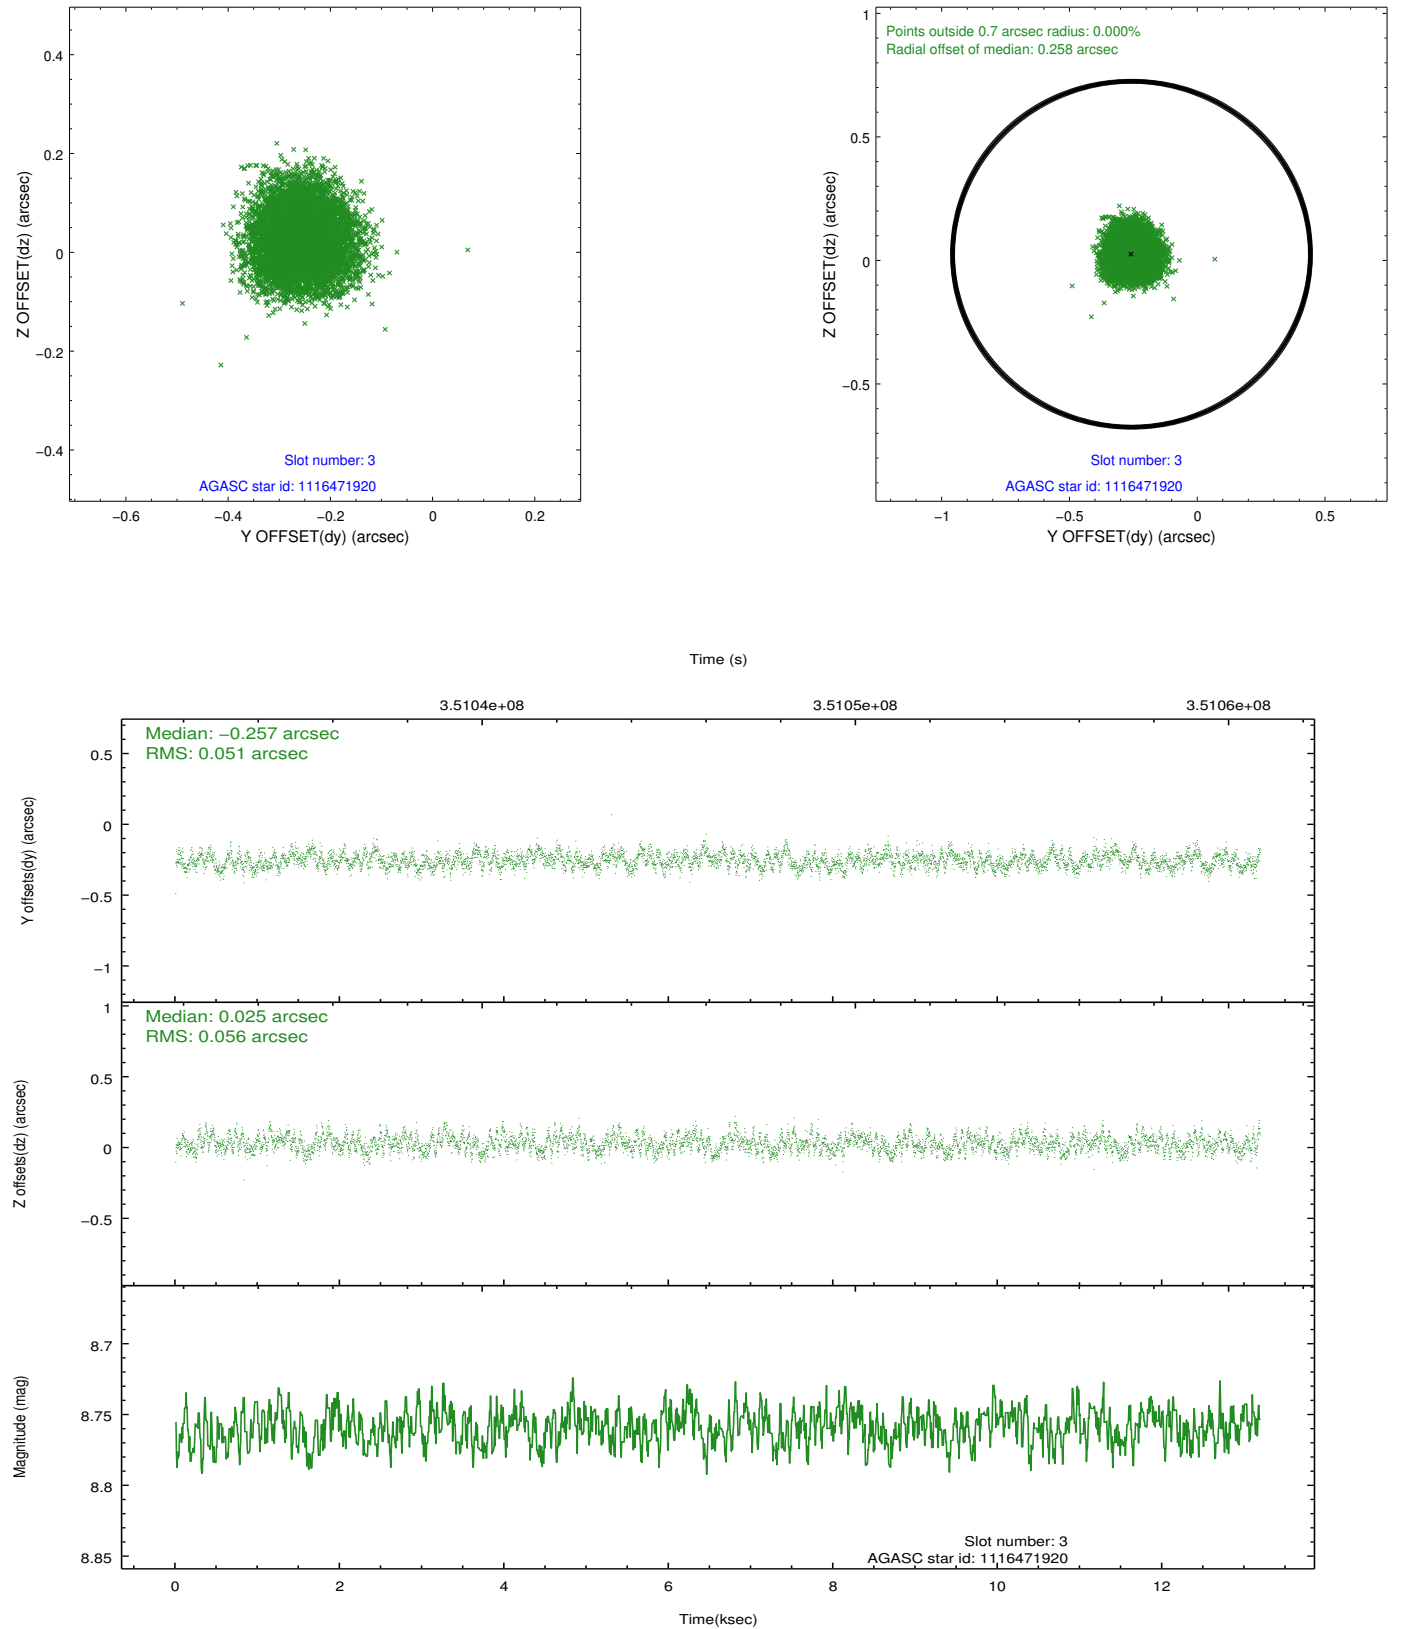 0.4
0.2
0
−0.2
−0.4
Z OFFSET(dz) (arcsec)
Slot number: 3
AGASC star id: 1116471920
−0.6
−0.4
−0.2
0
0.2
Y OFFSET(dy) (arcsec)
Points outside 0.7 arcsec radius: 0.000%
Radial offset of median: 0.258 arcsec
1
0.5
0
−0.5
Z OFFSET(dz) (arcsec)
Slot number: 3
AGASC star id: 1116471920
−1
−0.5
0
0.5
Y OFFSET(dy) (arcsec)
Time (s)
3.5104e+08
3.5105e+08
3.5106e+08
Median: −0.257 arcsec
RMS: 0.051 arcsec
0.5
0
−0.5
−1
Y offsets(dy) (arcsec)
Median: 0.025 arcsec
RMS: 0.056 arcsec
1
0.5
0
−0.5
Z offsets(dz) (arcsec)
8.7
8.75
8.8
8.85
Magnitude (mag)
Slot number: 3
AGASC star id: 1116471920
0
2
4
6
8
10
12
Time(ksec)